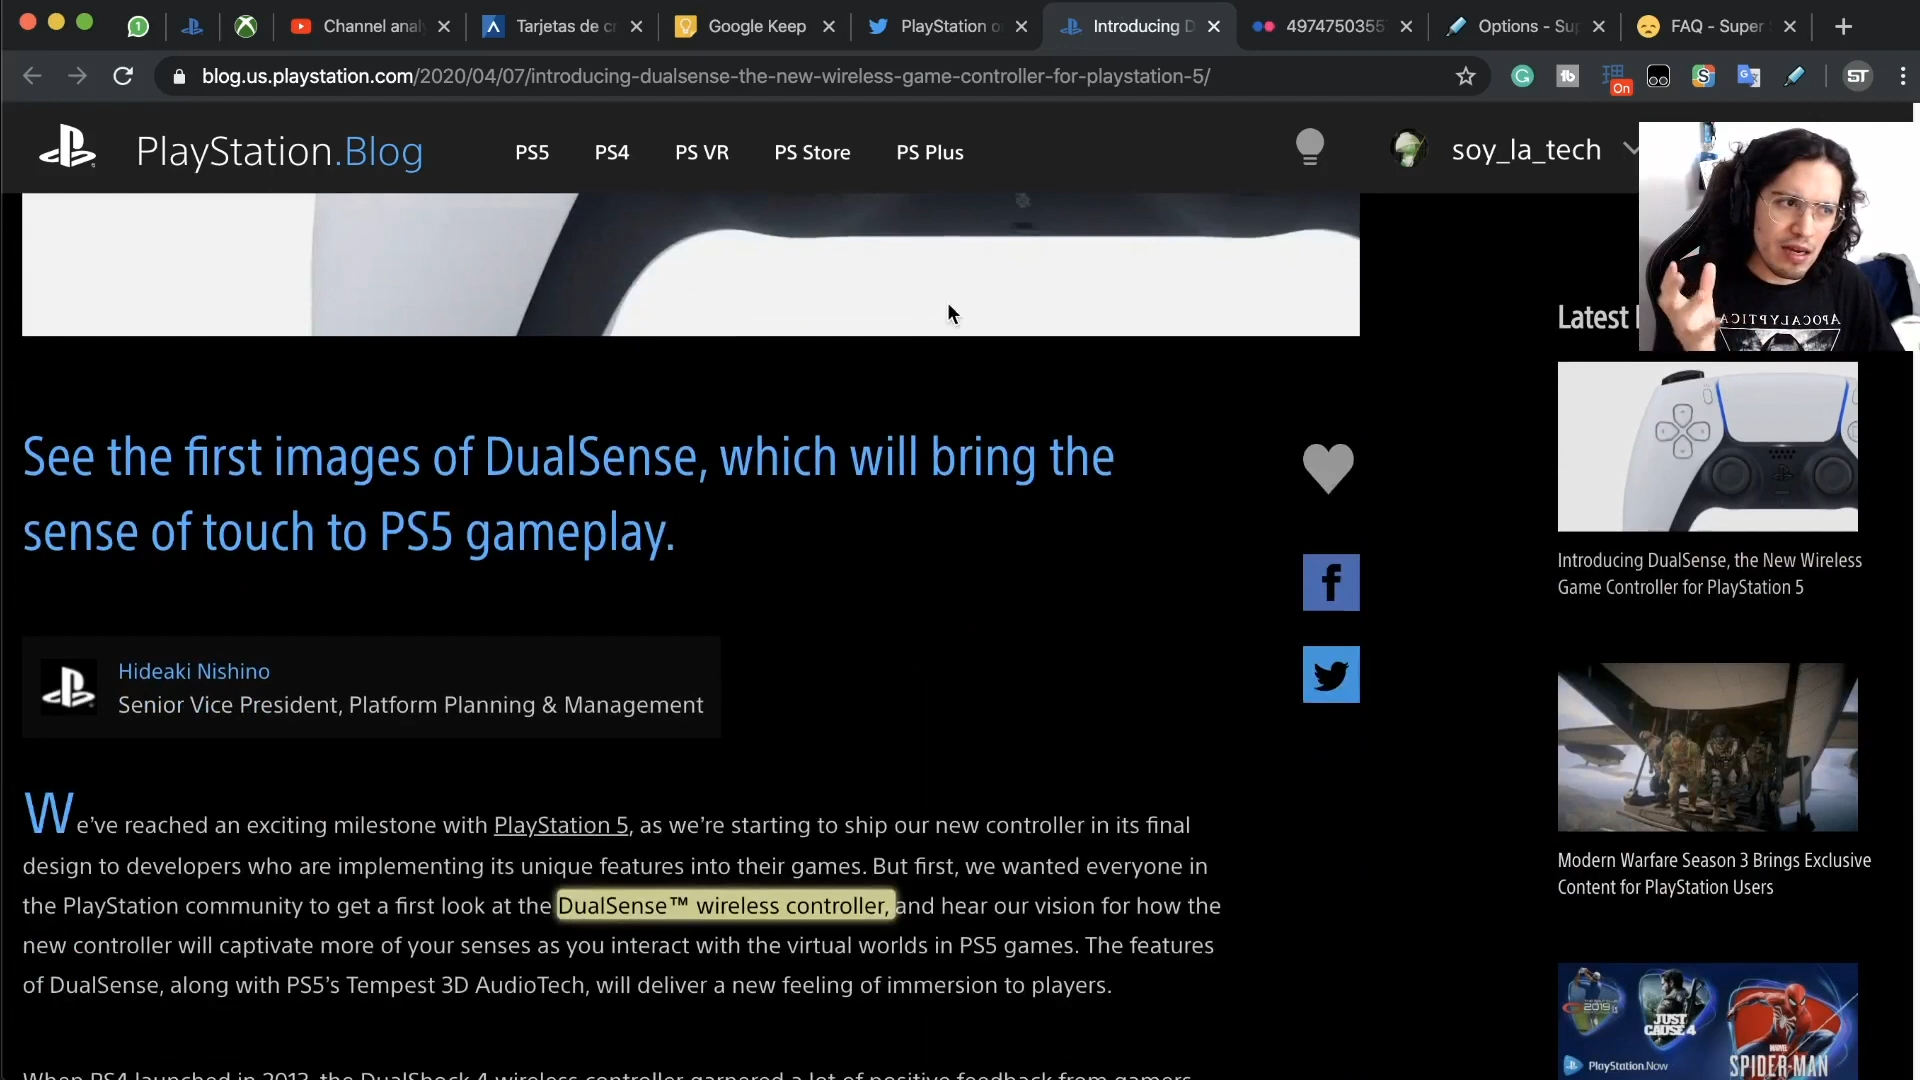 Channel anal
Tarjetas de cr
Google Keep
PlayStation o
Introducing D
4974750355
Options - Sup
FAQ - Super
blog.us.playstation.com/2020/04/07/introducing-dualsense-the-new-wireless-game-controller-for-playstation-5/
On
ST
PlayStation.Blog
PS5 PS4 PS VR PS Store PS Plus
soy_la_tech
APOCALYPTICA
Latest
See the first images of DualSense, which will bring the
sense of touch to PS5 gameplay.
Introducing DualSense, the New Wireless
Game Controller for PlayStation 5
Hideaki Nishino
Senior Vice President, Platform Planning & Management
We’ve reached an exciting milestone with PlayStation 5, as we’re starting to ship our new controller in its final
design to developers who are implementing its unique features into their games. But first, we wanted everyone in
the PlayStation community to get a first look at the DualSense™ wireless controller, and hear our vision for how the
new controller will captivate more of your senses as you interact with the virtual worlds in PS5 games. The features
of DualSense, along with PS5’s Tempest 3D AudioTech, will deliver a new feeling of immersion to players.
Modern Warfare Season 3 Brings Exclusive
Content for PlayStation Users
2019
JUST
CAUSE 4
MARVEL
SPIDER-MAN
PlayStation Now
When PS4 launched in 2013, the DualShock 4 wireless controller garnered a lot of positive feedback from gamers